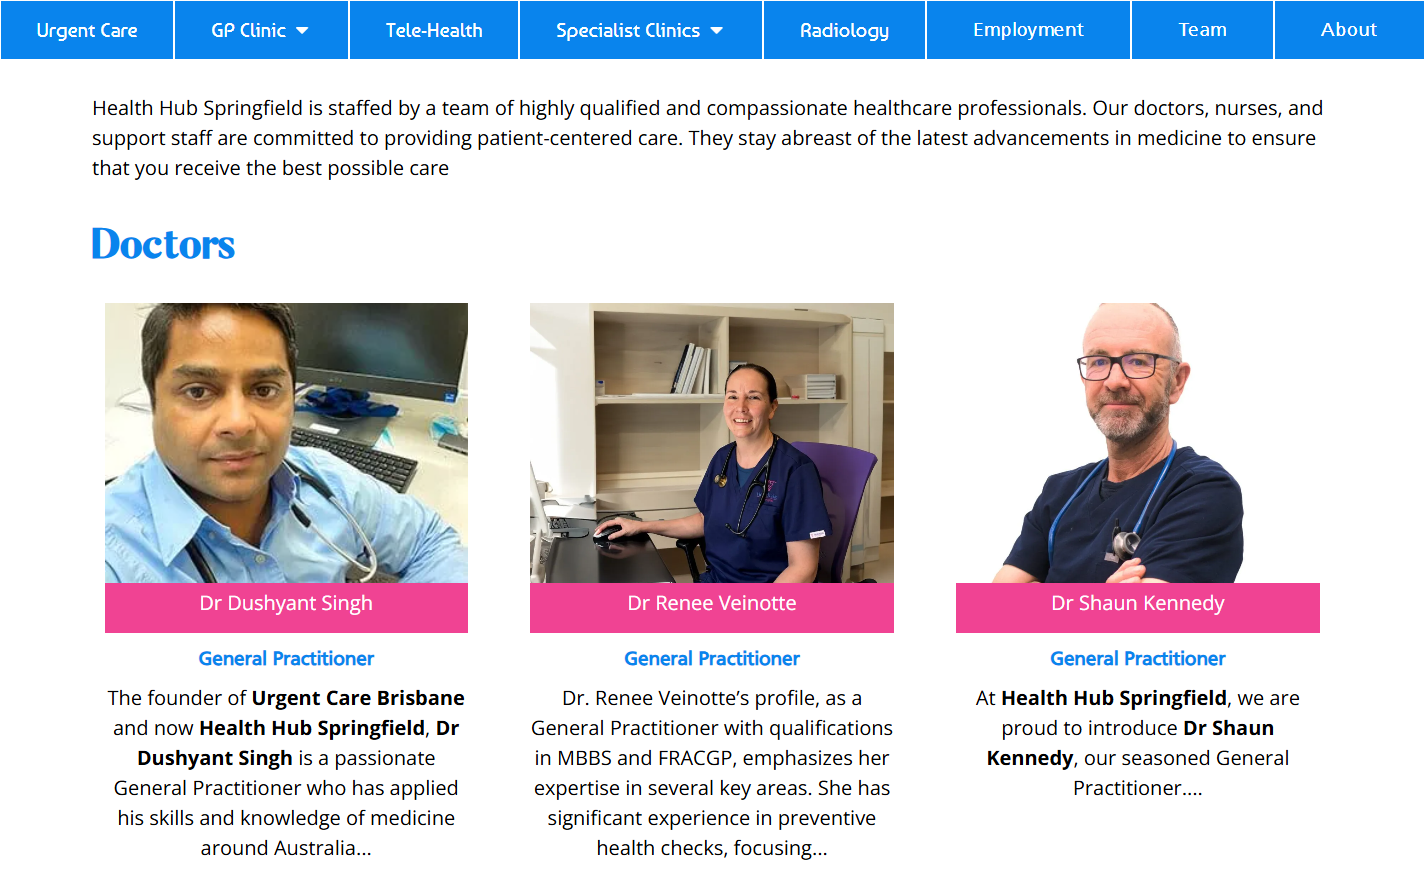 Urgent Care
GP Clinic
Tele-Health
Specialist Clinics
Radiology
Employment
Team
About
Health Hub Springfield is staffed by a team of highly qualified and compassionate healthcare professionals. Our doctors, nurses, and
support staff are committed to providing patient-centered care. They stay abreast of the latest advancements in medicine to ensure
that you receive the best possible care
Doctors
Dr Dushyant Singh
General Practitioner
The founder of Urgent Care Brisbane
and now Health Hub Springfield, Dr
Dushyant Singh is a passionate
General Practitioner who has applied
his skills and knowledge of medicine
around Australia...
Dr Renee Veinotte
General Practitioner
Dr. Renee Veinotte’s profile, as a
General Practitioner with qualifications
in MBBS and FRACGP, emphasizes her
expertise in several key areas. She has
significant experience in preventive
health checks, focusing...
Dr Shaun Kennedy
General Practitioner
At Health Hub Springfield, we are
proud to introduce Dr Shaun
Kennedy, our seasoned General
Practitioner....